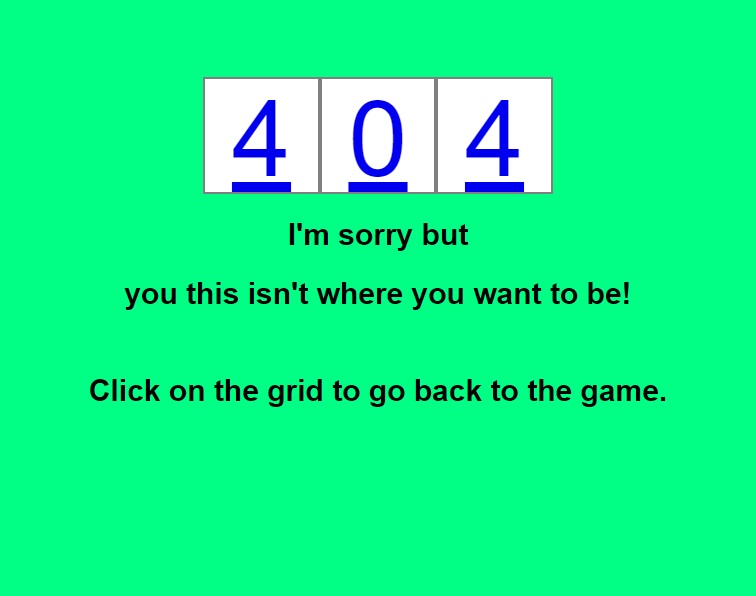 4 0 4
I'm sorry but
you this isn't where you want to be!
Click on the grid to go back to the game.